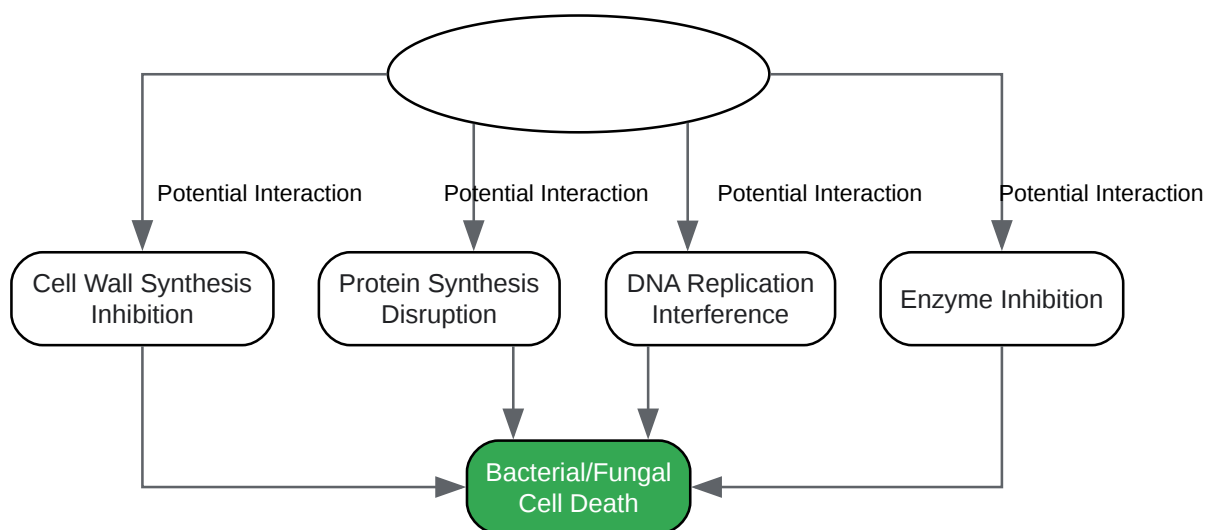 Potential Interaction
Potential Interaction
Potential Interaction
Potential Interaction
Cell Wall Synthesis
Inhibition
Protein Synthesis
Disruption
DNA Replication
Interference
Enzyme Inhibition
Bacterial/Fungal
Cell Death